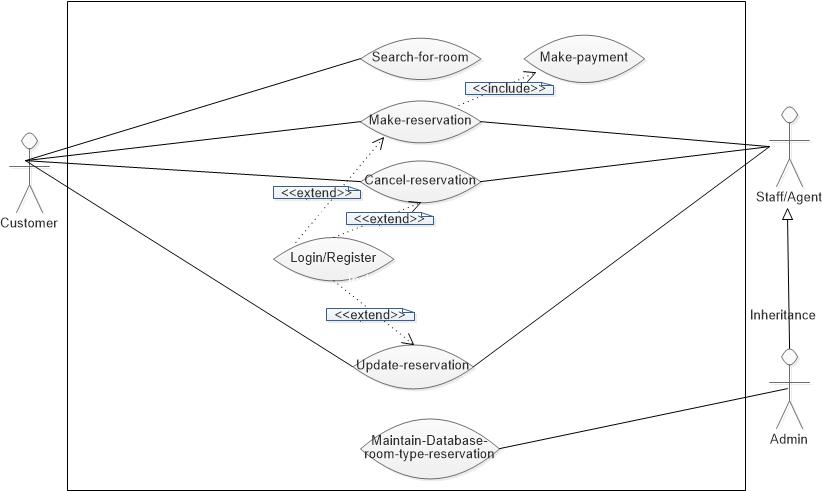 Search-for-room
Make-payment
<<include>>
Make-reservation
Cancel-reservation
<<extend>>
<<extend>>
Customer
Staff/Agent
Login/Register
<<extend>>
Inheritance
Update-reservation
Maintain-Database-
room-type-reservation
Admin